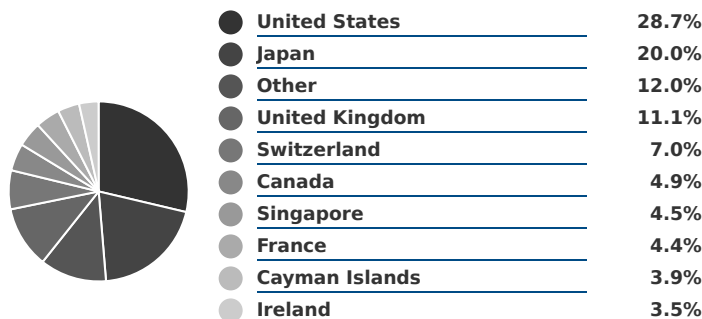 United States 28.7%
Japan 20.0%
Other 12.0%
United Kingdom 11.1%
Switzerland 7.0%
Canada 4.9%
Singapore 4.5%
France 4.4%
Cayman Islands 3.9%
Ireland 3.5%